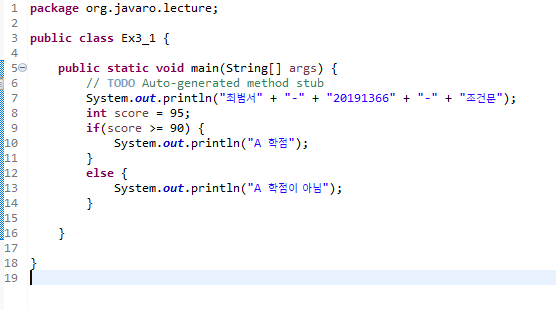 1 package org.javaro.lecture;
2
3 public class Ex3_1 {
4
5 public static void main(String[] args) {
6 // TODO Auto-generated method stub
7 System.out.println("최범서" + "-" + "20191366" + "-" + "조건문");
8 int score = 95;
9 if(score >= 90) {
10 System.out.println("A 학점");
11 }
12 else {
13 System.out.println("A 학점이 아님");
14 }
15
16 }
17
18 }
19